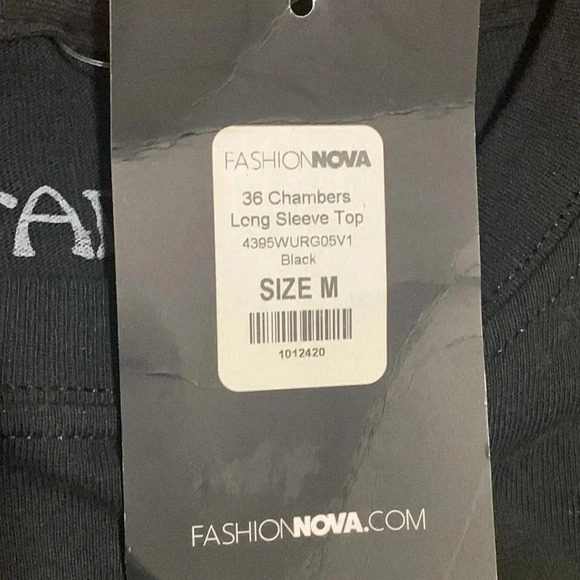 FASHIONNOVA
36 Chambers
Long Sleeve Top
4395WURG05V1
Black
SIZE M
1012420
FASHIONNOVA.COM